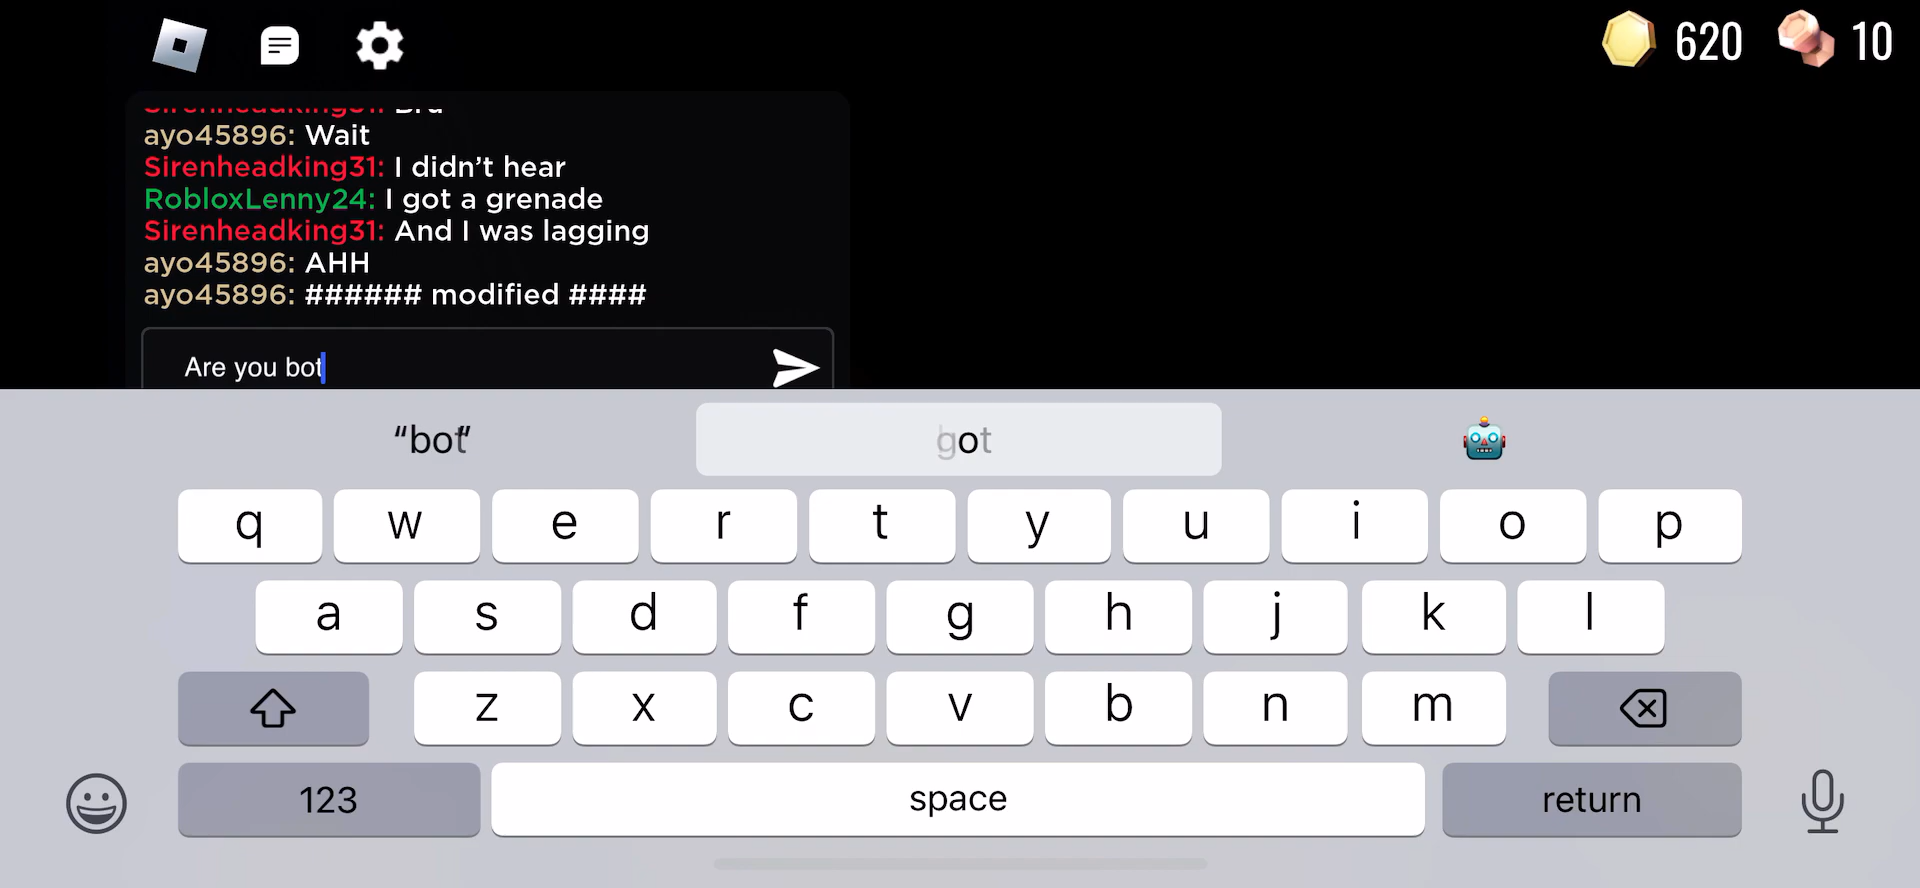 620
10
ayo45896: Wait
Sirenheadking31: I didn't hear
RobloxLenny24: I got a grenade
Sirenheadking31: And I was lagging
ayo45896: AHH
ayo45896: ###### modified ####
Are you bot
“bot”
got
q w e r t y u i o p
a s d f g h j k l
z x c v b n m
123
space
return